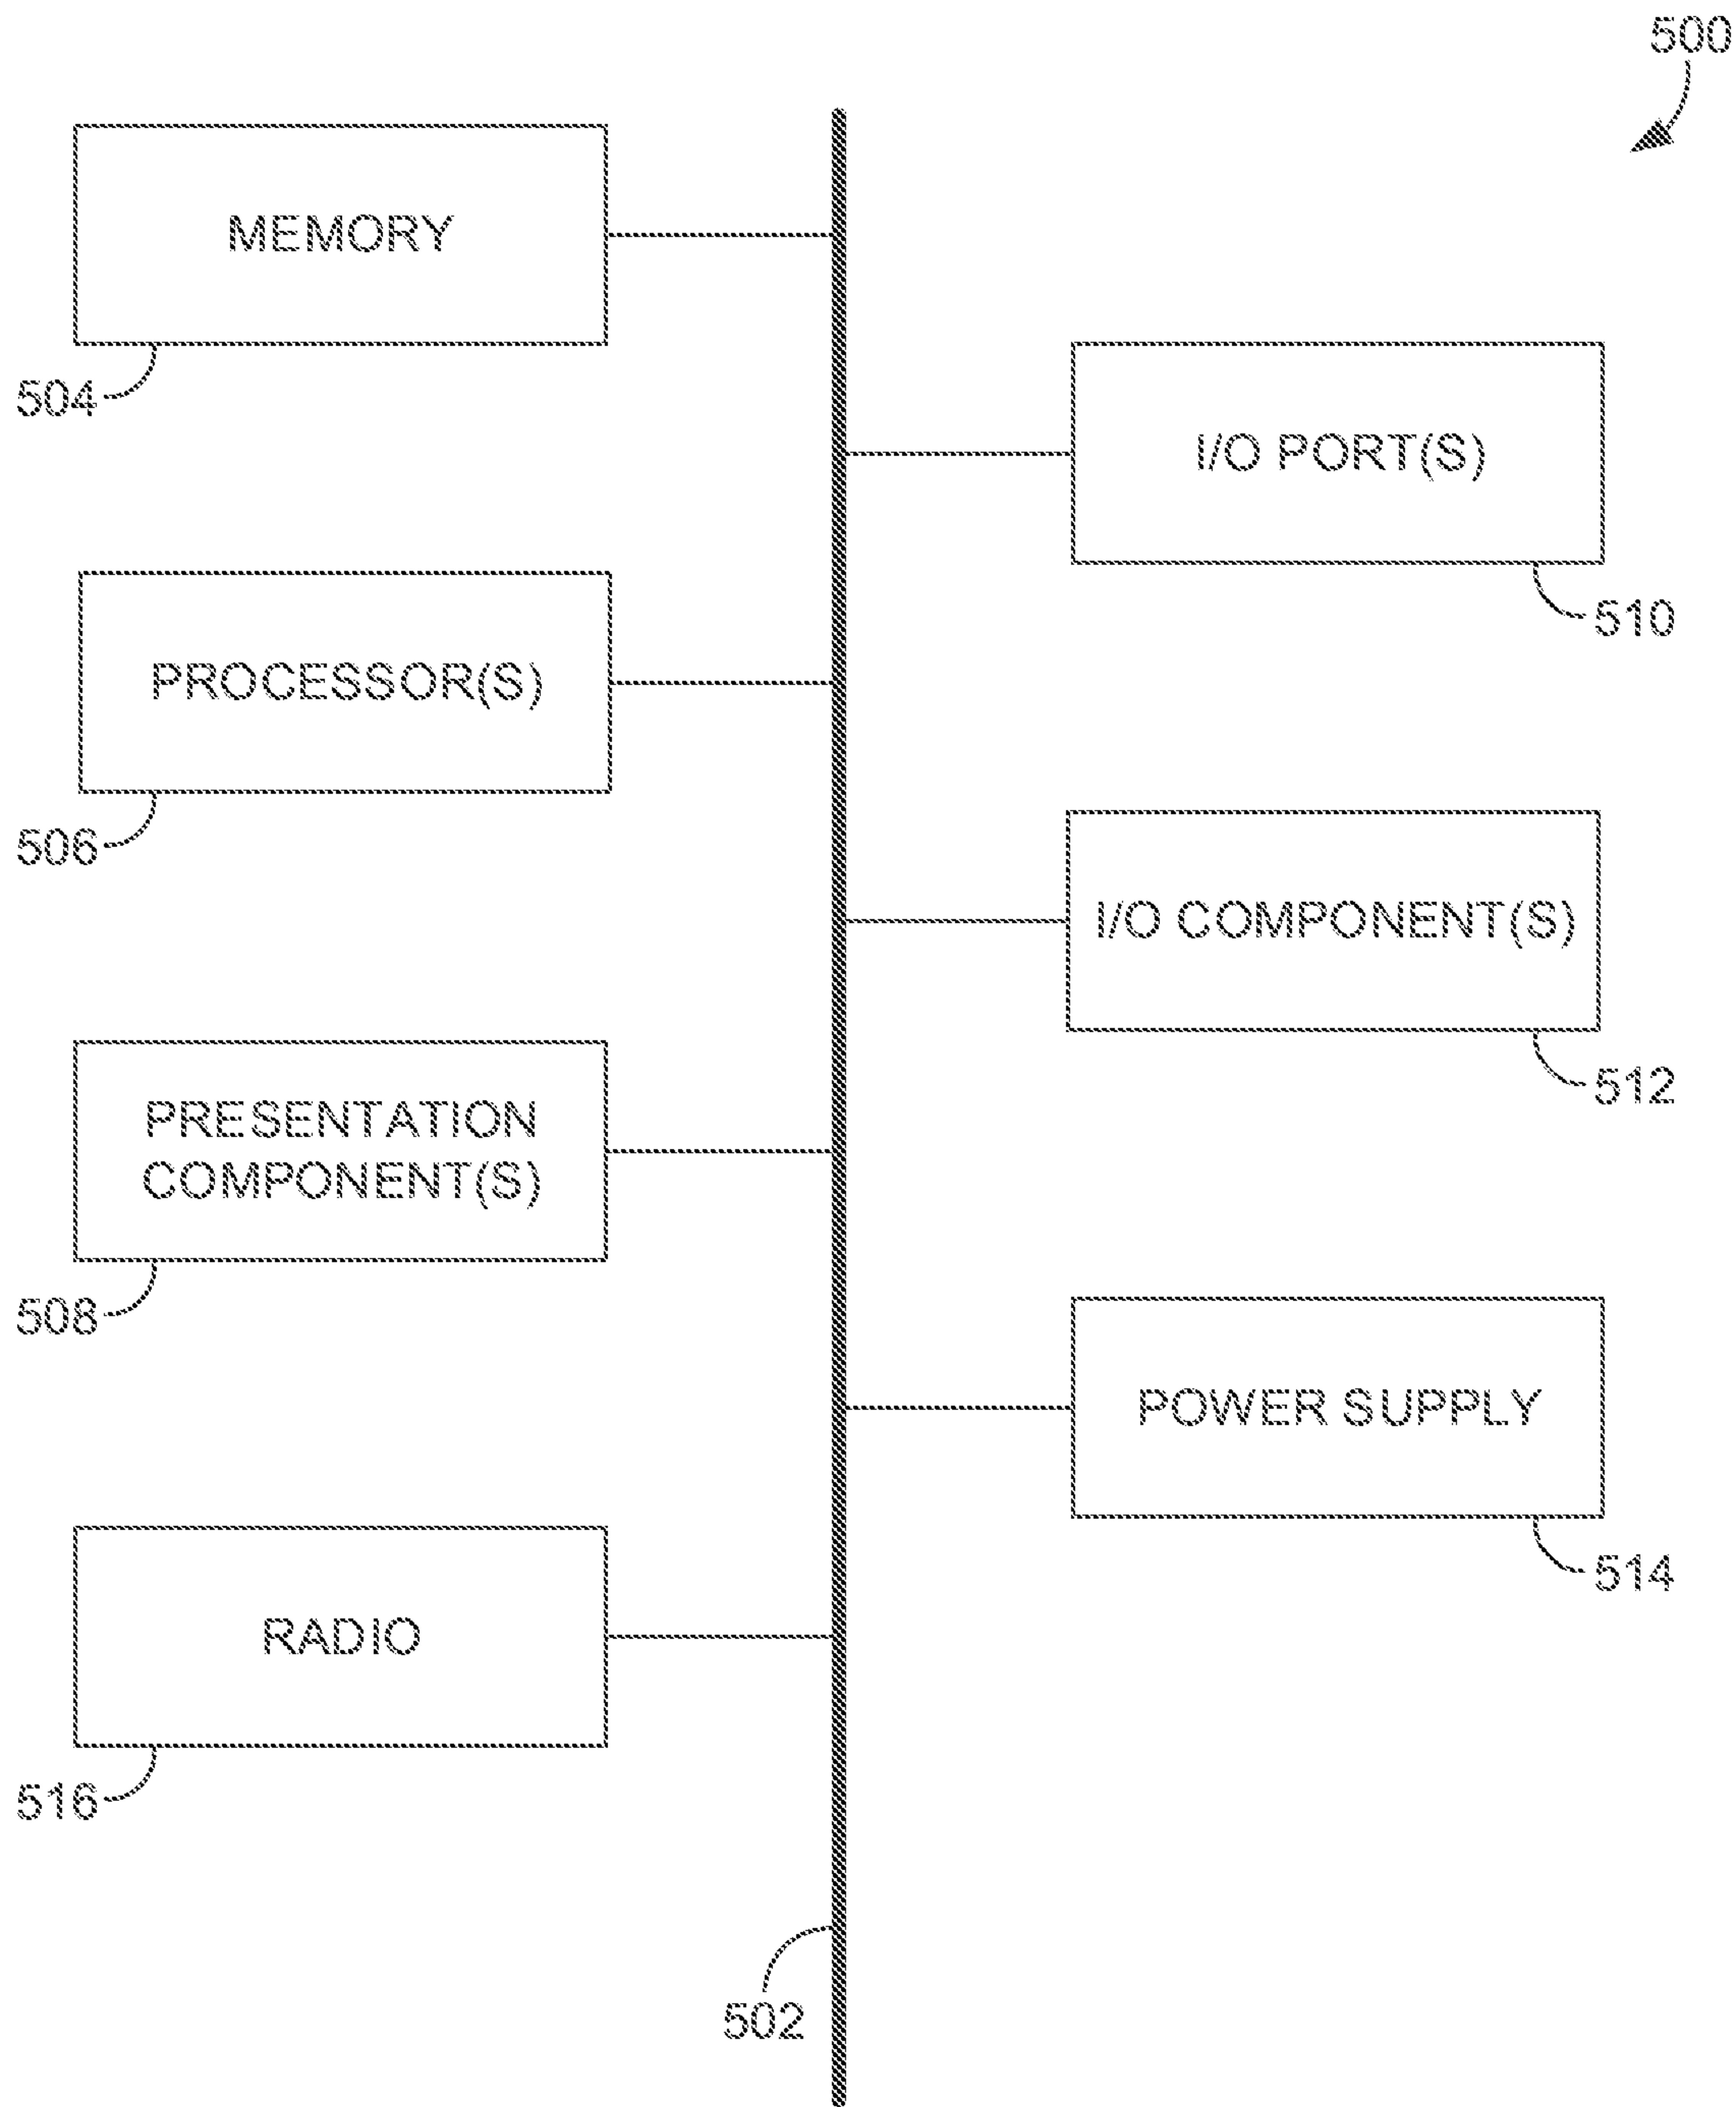 500
MEMORY
504
I/O PORT(S)
510
PROCESSOR(S)
506
I/O COMPONENT(S)
512
PRESENTATION
COMPONENT(S)
508
POWER SUPPLY
514
RADIO
516
502